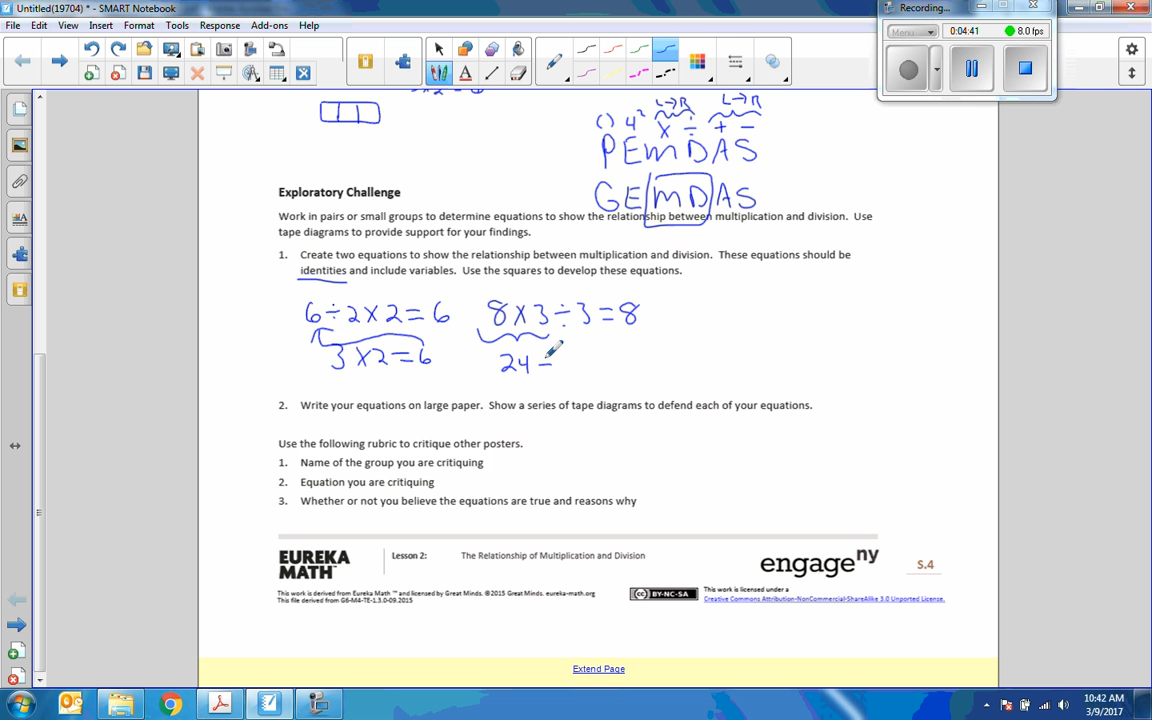 Untitled(19704) * - SMART Notebook
Recording...
File Edit View Insert Format Tools Response Add-ons Help
Menu 0:04:41 8.0 fps
L→R L→R
( ) 4² x ÷ + -
PEMDAS
GEMDAS
Exploratory Challenge
Work in pairs or small groups to determine equations to show the relationship between multiplication and division. Use
tape diagrams to provide support for your findings.
1. Create two equations to show the relationship between multiplication and division. These equations should be
identities and include variables. Use the squares to develop these equations.
6÷2×2=6 8×3÷3=8
3×2=6 24 -
2. Write your equations on large paper. Show a series of tape diagrams to defend each of your equations.
Use the following rubric to critique other posters.
1. Name of the group you are critiquing
2. Equation you are critiquing
3. Whether or not you believe the equations are true and reasons why
EUREKA MATH Lesson 2: The Relationship of Multiplication and Division engageny S.4
This work is derived from Eureka Math ™ and licensed by Great Minds. ©2015 Great Minds. eureka-math.org
This file derived from G6-M4-TE-1.3.0-09.2015
(cc) BY-NC-SA
This work is licensed under a
Creative Commons Attribution-NonCommercial-ShareAlike 3.0 Unported License.
Extend Page
10:42 AM
3/9/2017